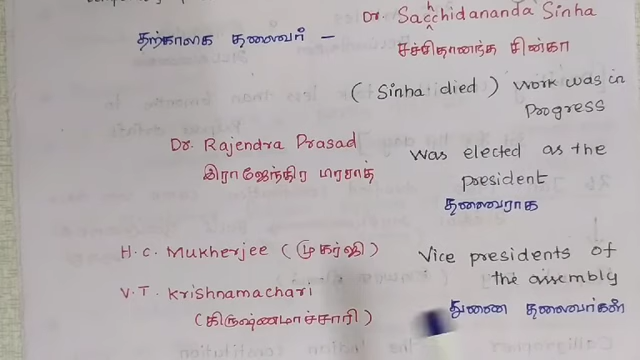 Dr. Sacchidananda Sinha
தற்காலக தலைவர் – சச்சிதானந்த சின்கா
(Sinha died) work was in
Progress
Dr. Rajendra Prasad
இராஜேந்திர பிரசாத்
was elected as the
president
தலைவராக
H.C. Mukherjee (முகர்ஜி)
V.T. Krishnamachari
(கிருஷ்ணமாச்சாரி)
Vice presidents of
the assembly
துணை தலைவர்கள்